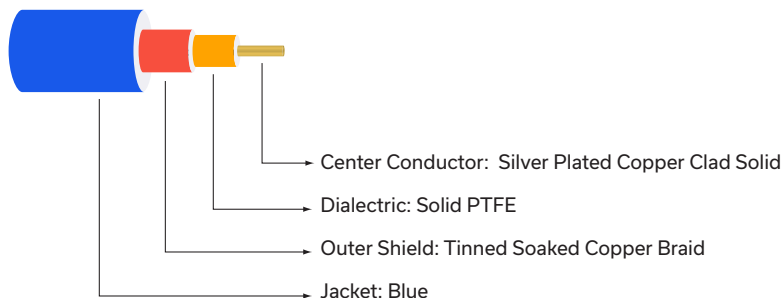 Center Conductor: Silver Plated Copper Clad Solid
Dialectric: Solid PTFE
Outer Shield: Tinned Soaked Copper Braid
Jacket: Blue